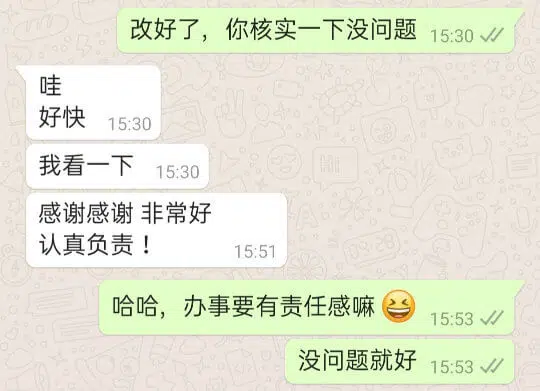 改好了，你核实一下没问题 15:30
哇
好快 15:30
我看一下 15:30
感谢感谢 非常好
认真负责！ 15:51
哈哈，办事要有责任感嘛😆 15:53
没问题就好 15:53